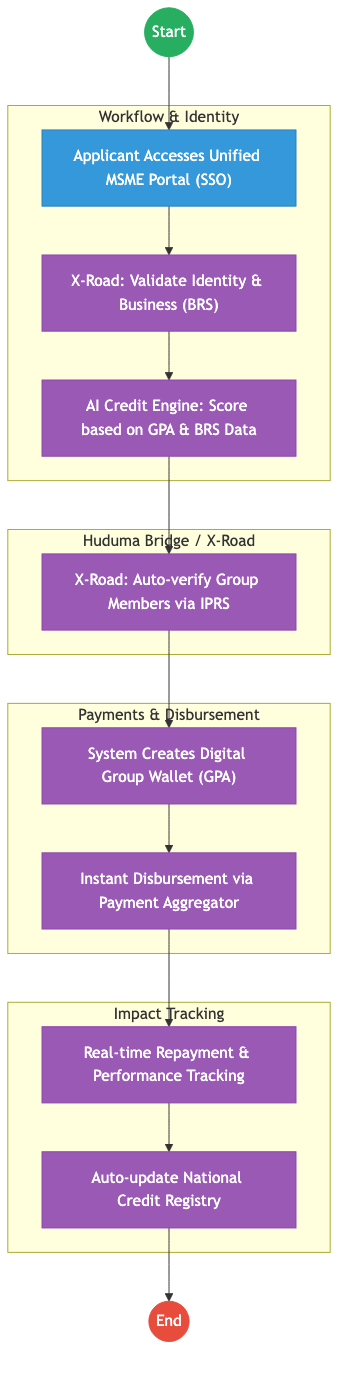 Start
Workflow & Identity
Applicant Accesses Unified
MSME Portal (SSO)
X-Road: Validate Identity &
Business (BRS)
AI Credit Engine: Score
based on GPA & BRS Data
Huduma Bridge / X-Road
X-Road: Auto-verify Group
Members via IPRS
Payments & Disbursement
System Creates Digital
Group Wallet (GPA)
Instant Disbursement via
Payment Aggregator
Impact Tracking
Real-time Repayment &
Performance Tracking
Auto-update National
Credit Registry
End